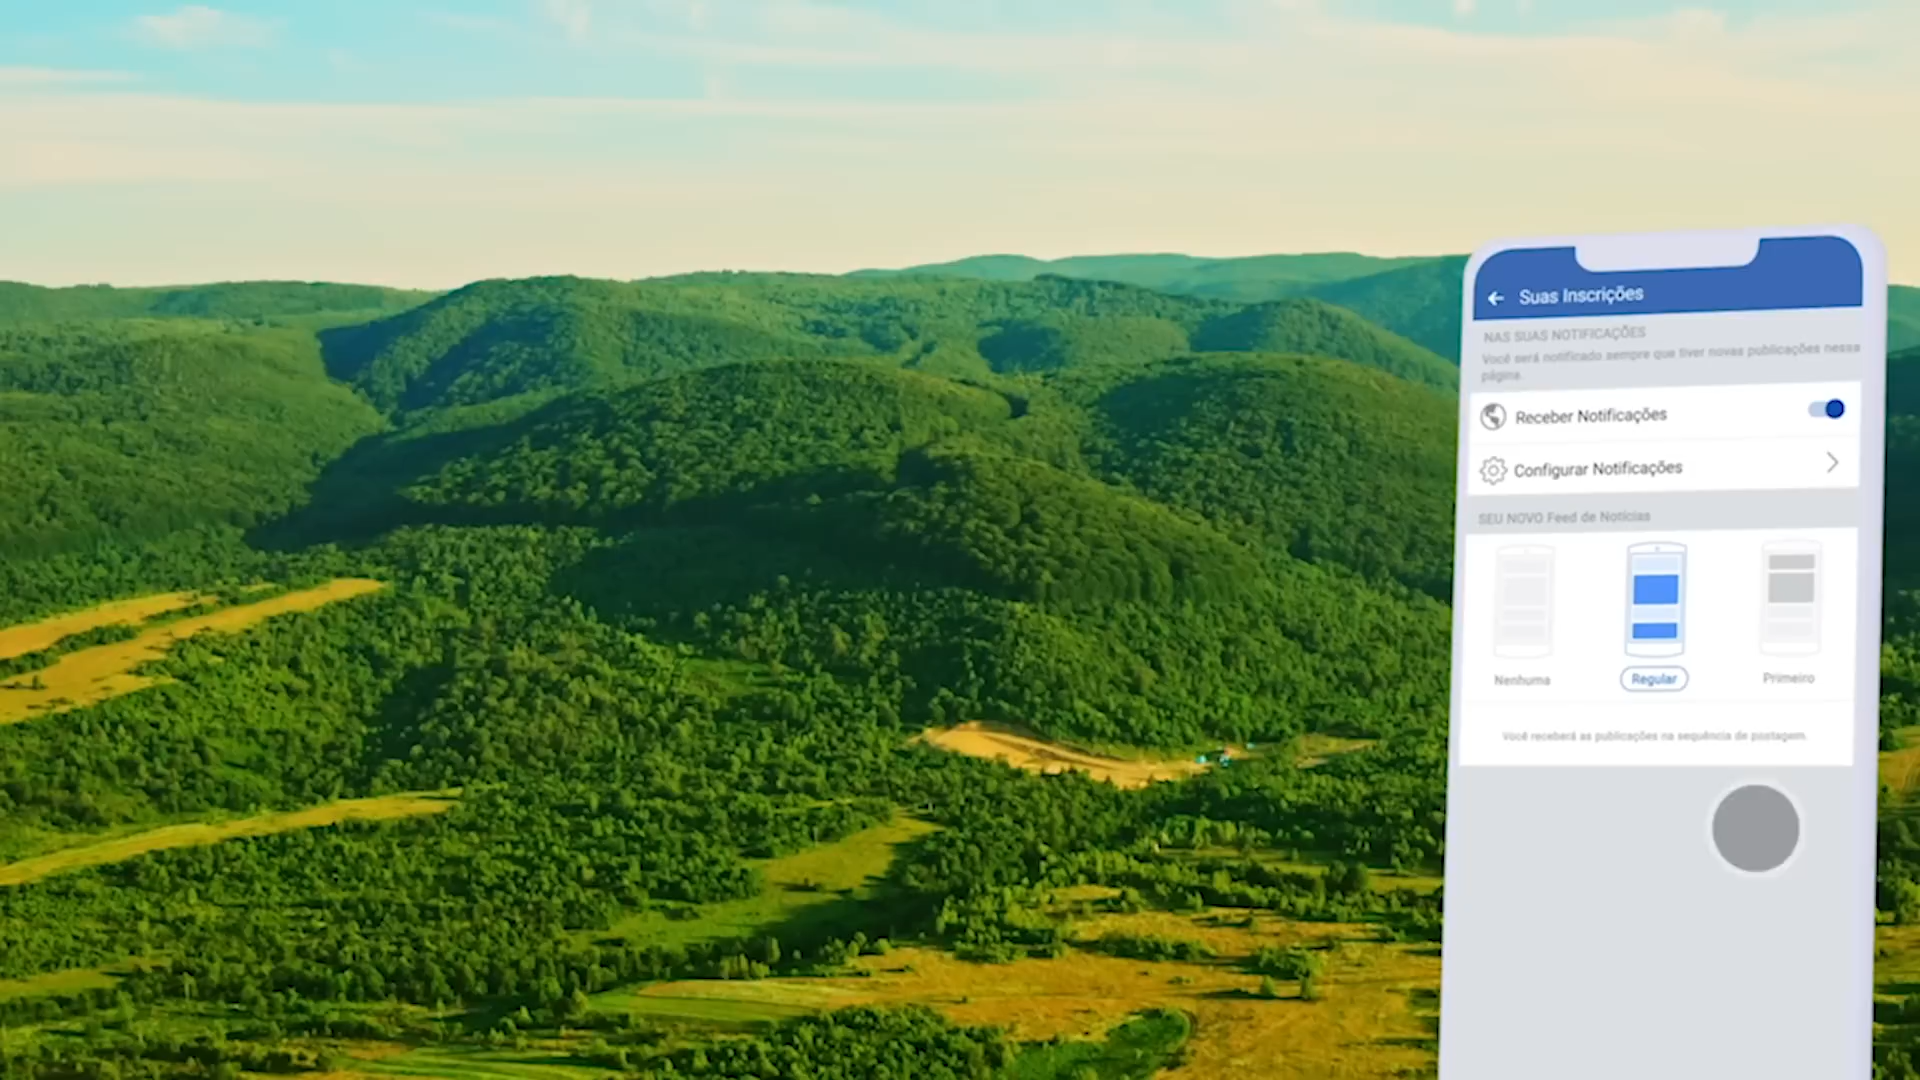 Suas Inscrições
NAS SUAS NOTIFICAÇÕES
Você será notificado sempre que tiver novas publicações nessa
página.
Receber Notificações
Configurar Notificações
SEU NOVO Feed de Notícias
Nenhuma
Regular
Primeiro
Você receberá as publicações na sequência de postagem.